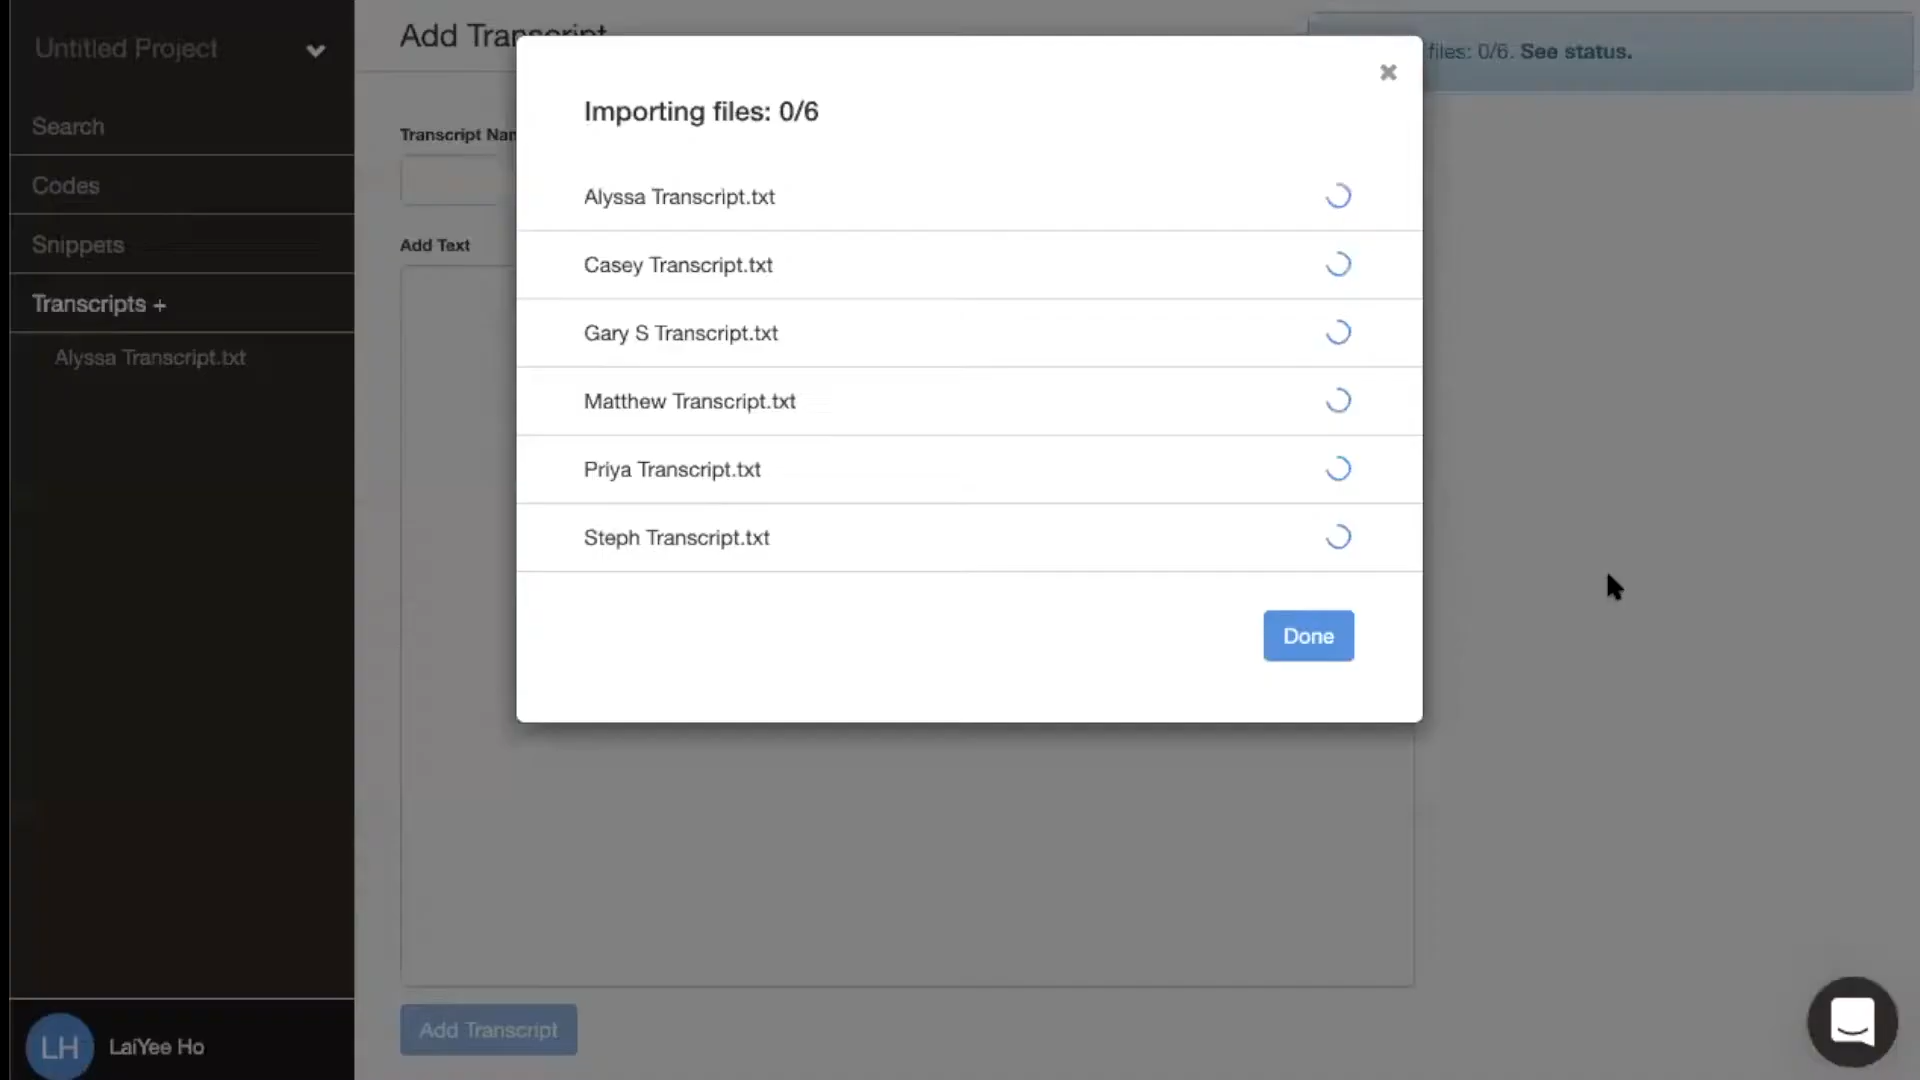 Untitled Project
Search
Codes
Snippets
Transcripts +
Alyssa Transcript.txt
LH
LaiYee Ho
Add Transcript
files: 0/6. See status.
Transcript Nam
Add Text
Importing files: 0/6
Alyssa Transcript.txt
Casey Transcript.txt
Gary S Transcript.txt
Matthew Transcript.txt
Priya Transcript.txt
Steph Transcript.txt
Done
Add Transcript